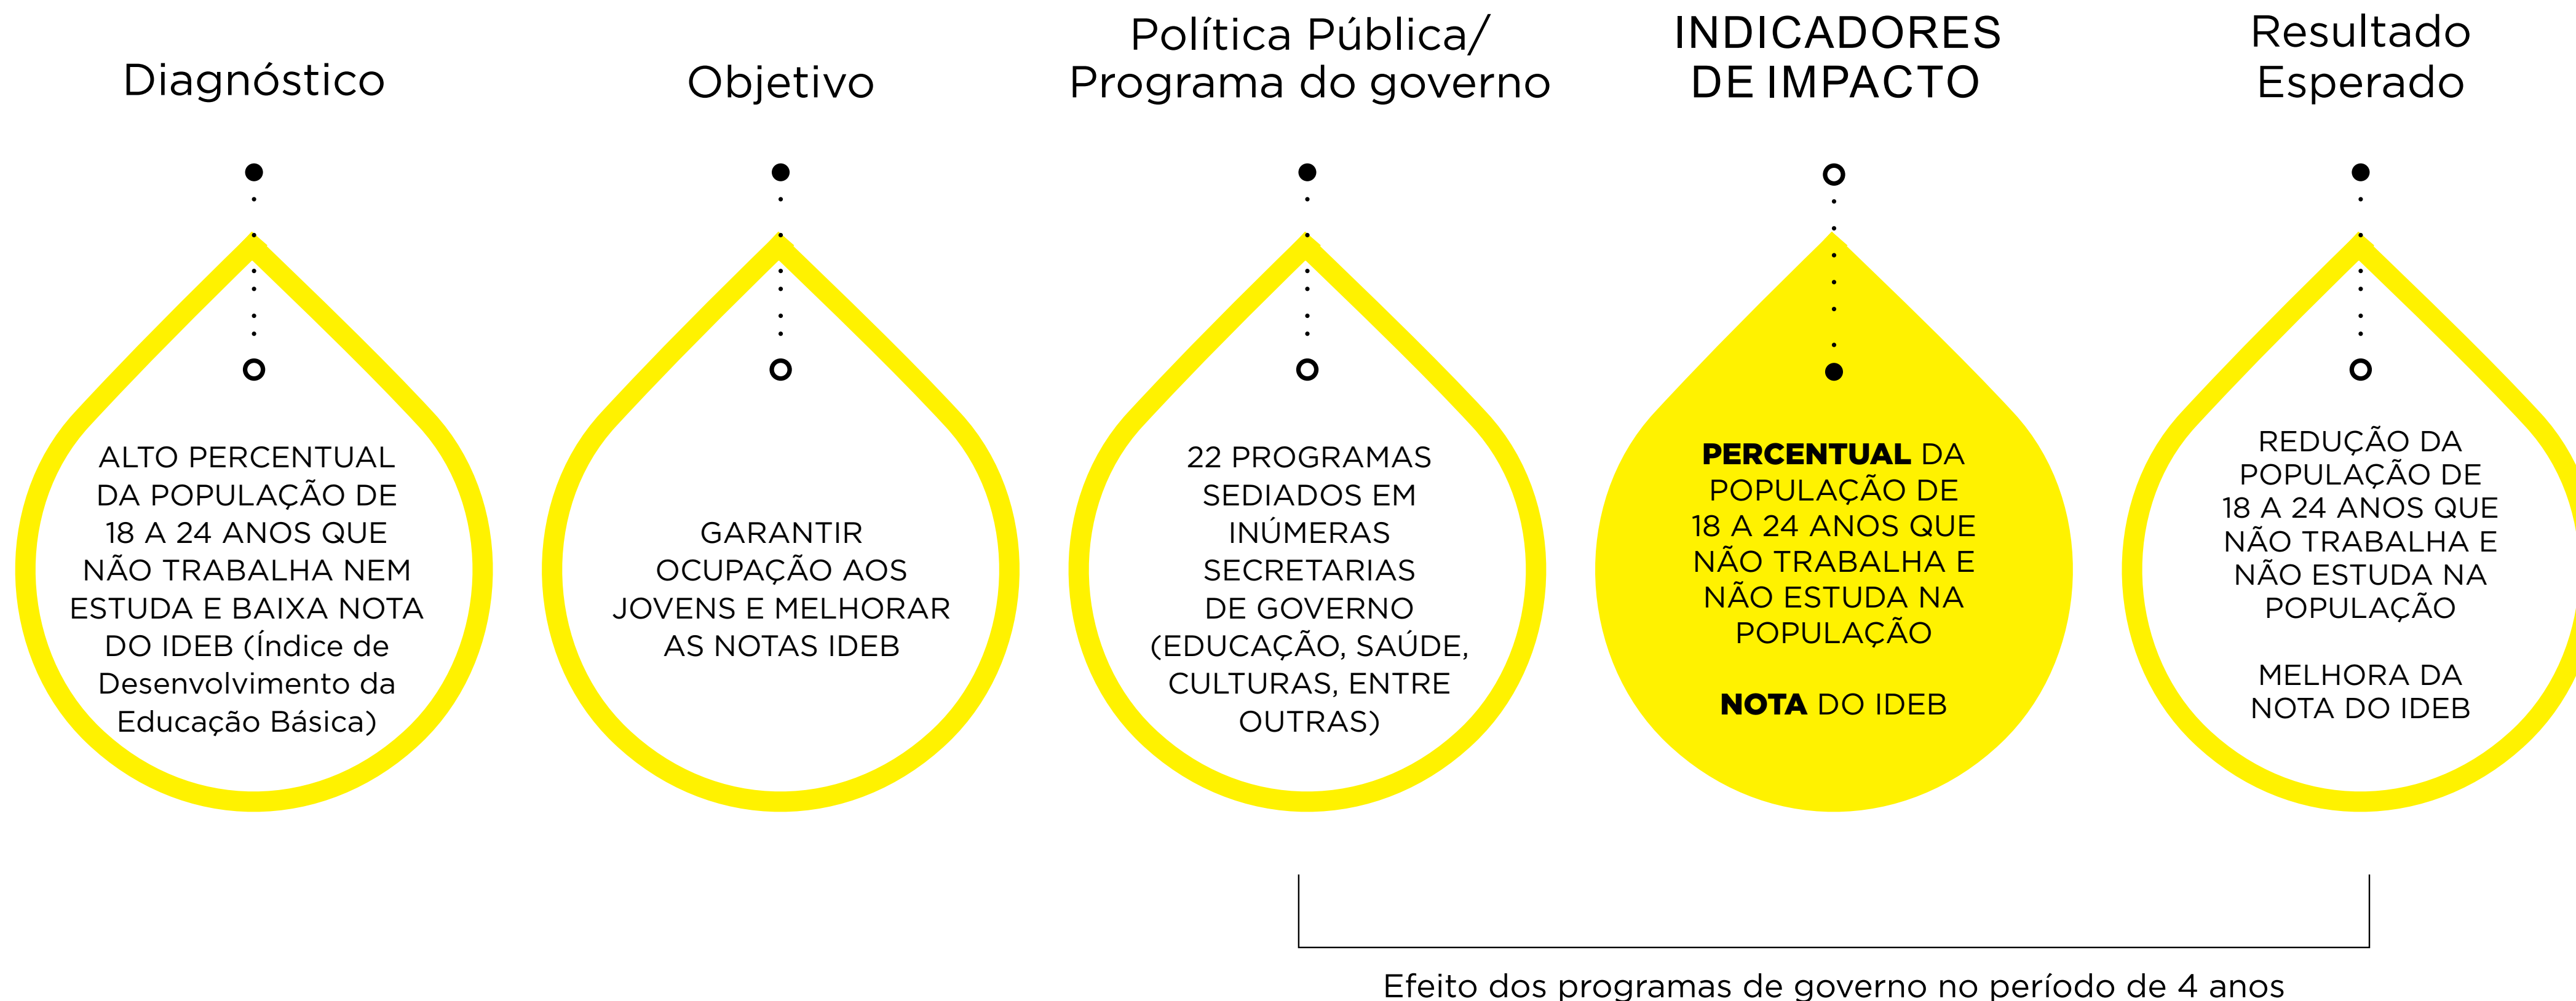 Diagnóstico
Objetivo
Política Pública/
Programa do governo
INDICADORES
DE IMPACTO
Resultado
Esperado
ALTO PERCENTUAL
DA POPULAÇÃO DE
18 A 24 ANOS QUE
NÃO TRABALHA NEM
ESTUDA E BAIXA NOTA
DO IDEB (Índice de
Desenvolvimento da
Educação Básica)
GARANTIR
OCUPAÇÃO AOS
JOVENS E MELHORAR
AS NOTAS IDEB
22 PROGRAMAS
SEDIADOS EM
INÚMERAS
SECRETARIAS
DE GOVERNO
(EDUCAÇÃO, SAÚDE,
CULTURAS, ENTRE
OUTRAS)
PERCENTUAL DA
POPULAÇÃO DE
18 A 24 ANOS QUE
NÃO TRABALHA E
NÃO ESTUDA NA
POPULAÇÃO
NOTA DO IDEB
REDUÇÃO DA
POPULAÇÃO DE
18 A 24 ANOS QUE
NÃO TRABALHA E
NÃO ESTUDA NA
POPULAÇÃO
MELHORA DA
NOTA DO IDEB
Efeito dos programas de governo no período de 4 anos